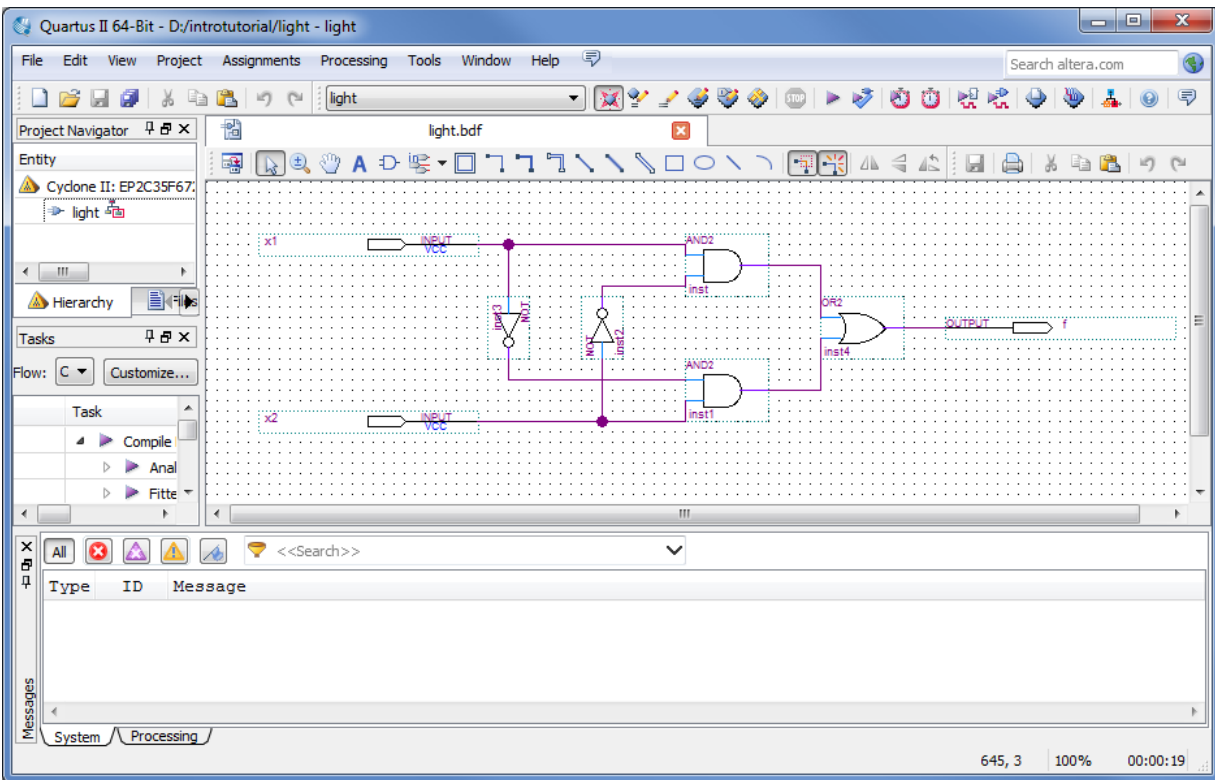 Quartus II 64-Bit - D:/introtutorial/light - light
File Edit View Project Assignments Processing Tools Window Help
Search altera.com
light
STOP
Project Navigator
light.bdf
Entity
Cyclone II: EP2C35F672
light
Hierarchy
Files
Tasks
Flow: C Customize...
Task
Compile
Anal
Fitte
x1
INPUT
VCC
AND2
inst
inst3
NOT
NOT
inst2
OR2
inst4
OUTPUT
f
AND2
inst1
x2
INPUT
VCC
All
<<Search>>
Type ID Message
Messages
System Processing
645, 3 100% 00:00:19